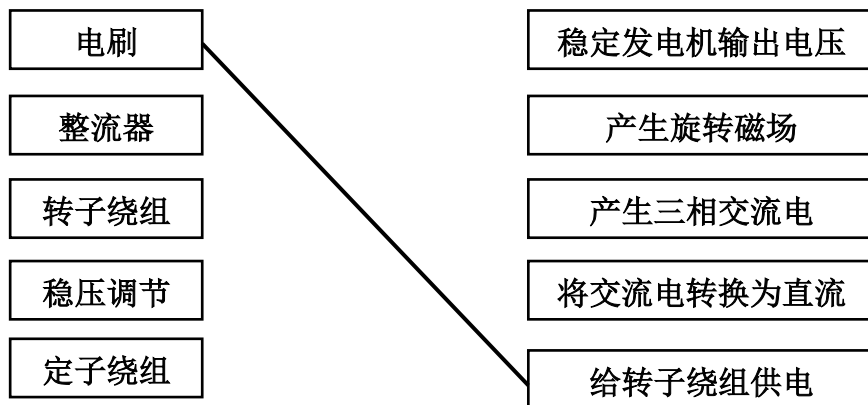 电刷
稳定发电机输出电压
整流器
产生旋转磁场
转子绕组
产生三相交流电
稳压调节
将交流电转换为直流
定子绕组
给转子绕组供电